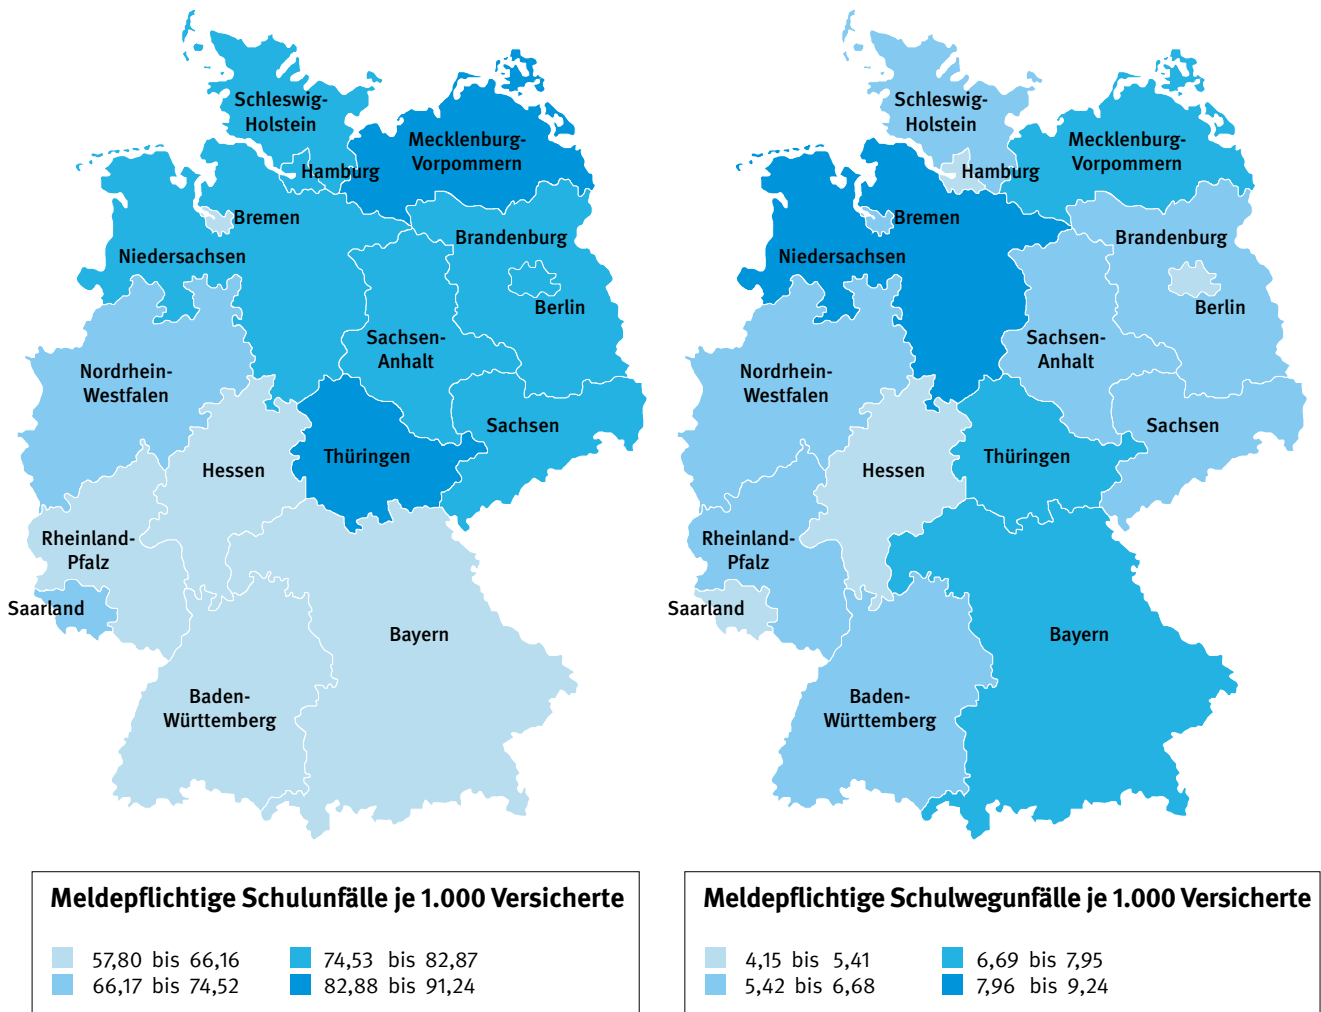 Schleswig-
Holstein
Mecklenburg-
Vorpommern
Hamburg
Bremen
Brandenburg
Niedersachsen
Berlin
Sachsen-
Anhalt
Nordrhein-
Westfalen
Sachsen
Thüringen
Hessen
Rheinland-
Pfalz
Saarland
Bayern
Baden-
Württemberg
Meldepflichtige Schulunfälle je 1.000 Versicherte
57,80 bis 66,16
66,17 bis 74,52
74,53 bis 82,87
82,88 bis 91,24
Schleswig-
Holstein
Mecklenburg-
Vorpommern
Hamburg
Bremen
Brandenburg
Niedersachsen
Berlin
Sachsen-
Anhalt
Nordrhein-
Westfalen
Sachsen
Thüringen
Hessen
Rheinland-
Pfalz
Saarland
Bayern
Baden-
Württemberg
Meldepflichtige Schulwegunfälle je 1.000 Versicherte
4,15 bis 5,41
5,42 bis 6,68
6,69 bis 7,95
7,96 bis 9,24